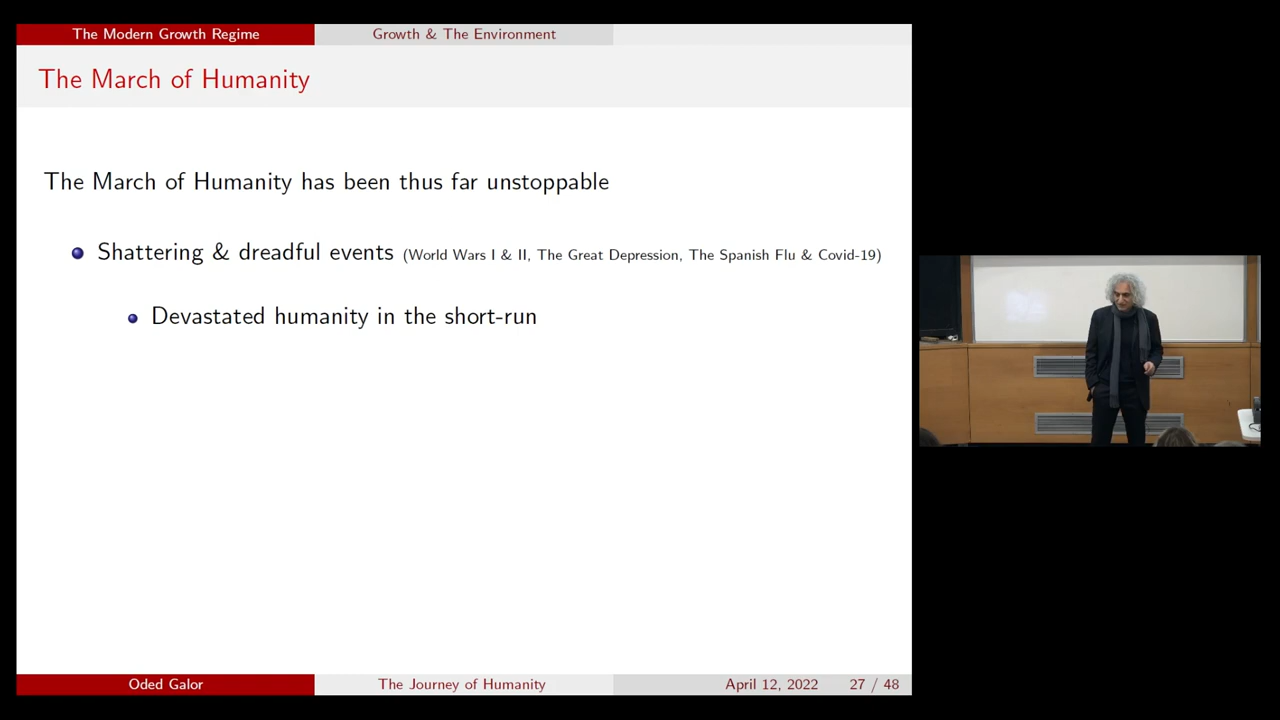 The Modern Growth Regime Growth & The Environment
The March of Humanity
The March of Humanity has been thus far unstoppable
Shattering & dreadful events (World Wars I & II, The Great Depression, The Spanish Flu & Covid-19)
Devastated humanity in the short-run
Oded Galor The Journey of Humanity April 12, 2022 27 / 48